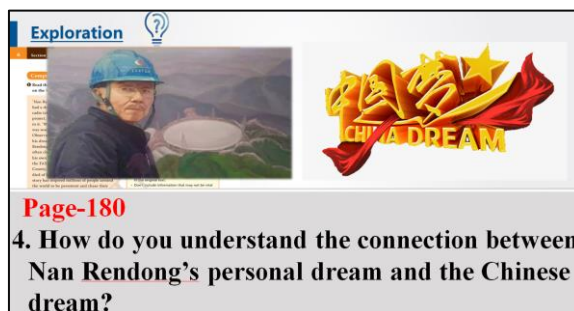 Exploration
中国梦
CHINA DREAM
Page-180
4. How do you understand the connection between
Nan Rendong's personal dream and the Chinese
dream?